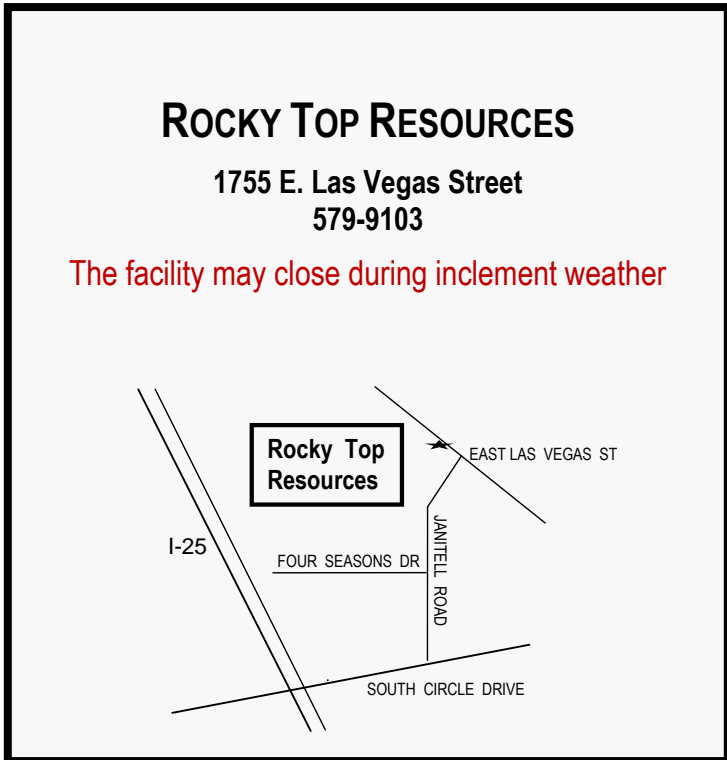 ROCKY TOP RESOURCES
1755 E. Las Vegas Street
579-9103
The facility may close during inclement weather
Rocky Top
Resources
EAST LAS VEGAS ST
I-25
FOUR SEASONS DR
JANITELL ROAD
SOUTH CIRCLE DRIVE